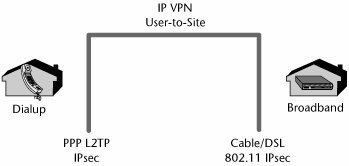 IP VPN
User-to-Site
Dialup
Broadband
PPP L2TP
IPsec
Cable/DSL
802.11 IPsec